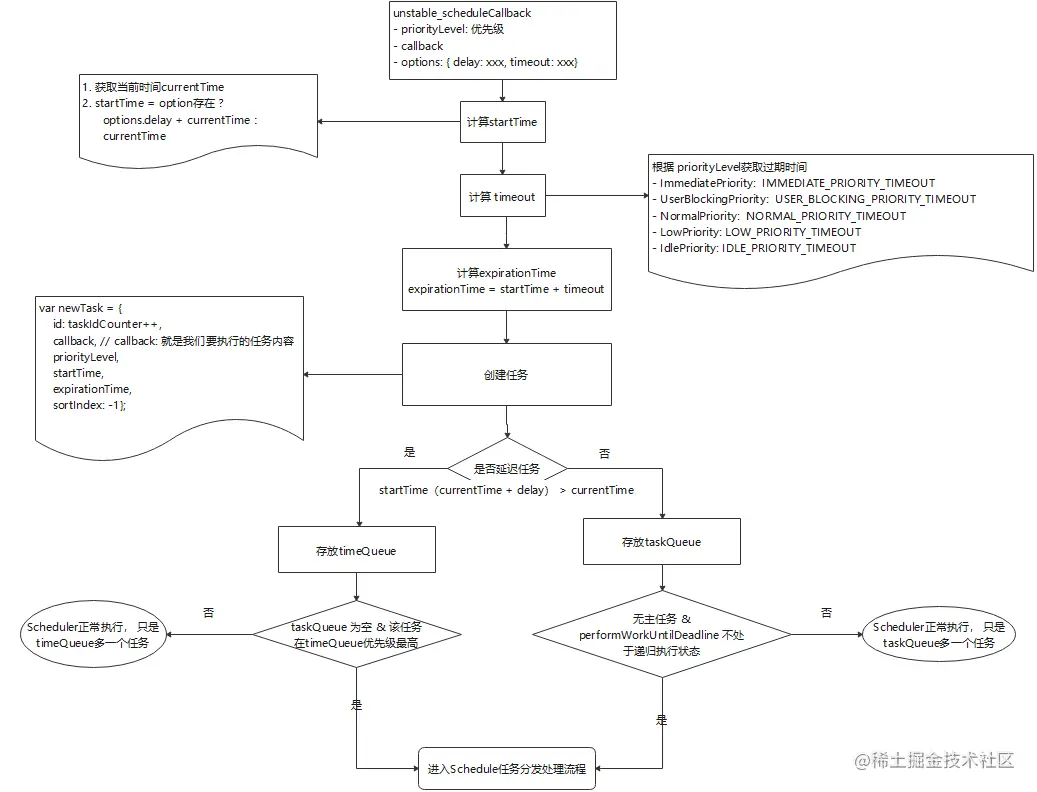 unstable_scheduleCallback
- priorityLevel: 优先级
- callback
- options: { delay: xxx, timeout: xxx}
1. 获取当前时间currentTime
2. startTime = option存在 ?
options.delay + currentTime :
currentTime
计算startTime
计算 timeout
根据 priorityLevel获取过期时间
- ImmediatePriority: IMMEDIATE_PRIORITY_TIMEOUT
- UserBlockingPriority: USER_BLOCKING_PRIORITY_TIMEOUT
- NormalPriority: NORMAL_PRIORITY_TIMEOUT
- LowPriority: LOW_PRIORITY_TIMEOUT
- IdlePriority: IDLE_PRIORITY_TIMEOUT
计算expirationTime
expirationTime = startTime + timeout
var newTask = {
id: taskIdCounter++,
callback, // callback: 就是我们要执行的任务内容
priorityLevel,
startTime,
expirationTime,
sortIndex: -1};
创建任务
是
否
是否延迟任务
startTime（currentTime + delay） > currentTime
存放timeQueue
存放taskQueue
否
Scheduler正常执行， 只是
timeQueue多一个任务
taskQueue 为空 & 该任务
在timeQueue优先级最高
无主任务 &
performWorkUntilDeadline 不处
于递归执行状态
否
Scheduler正常执行， 只是
taskQueue多一个任务
是
是
进入Schedule任务分发处理流程
@稀土掘金技术社区